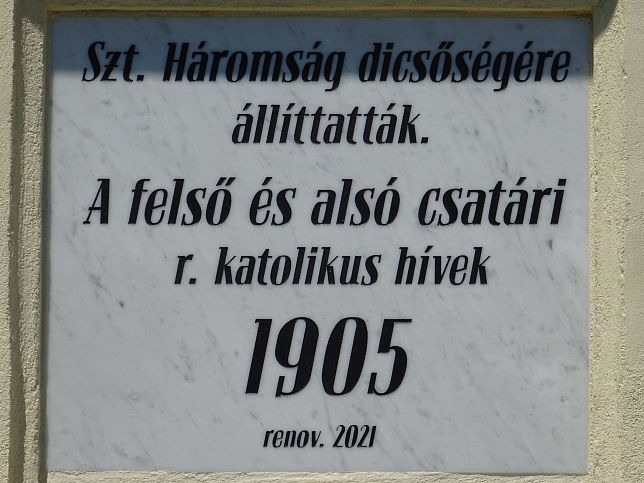 Szt. Háromság dicsőségére
állíttatták.
A felső és alsó csatári
r. katolikus hívek
1905
renov. 2021